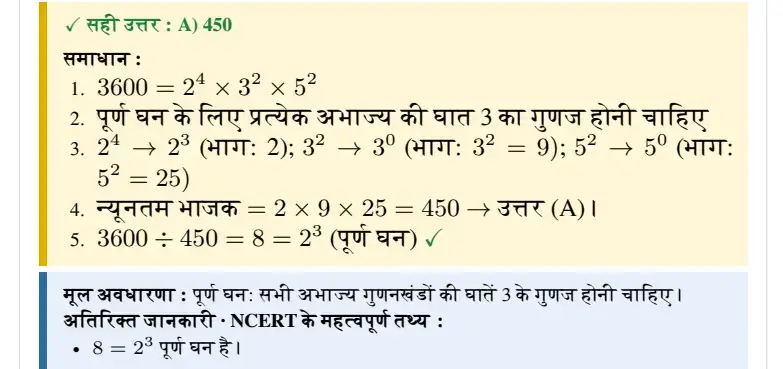 ✓ सही उत्तर : A) 450
समाधान :
1. 3600 = 2⁴ × 3² × 5²
2. पूर्ण घन के लिए प्रत्येक अभाज्य की घात 3 का गुणज होनी चाहिए
3. 2⁴ → 2³ (भाग: 2); 3² → 3⁰ (भाग: 3² = 9); 5² → 5⁰ (भाग:
5² = 25)
4. न्यूनतम भाजक = 2 × 9 × 25 = 450 → उत्तर (A)।
5. 3600 ÷ 450 = 8 = 2³ (पूर्ण घन) ✓
मूल अवधारणा : पूर्ण घन: सभी अभाज्य गुणनखंडों की घातें 3 के गुणज होनी चाहिए।
अतिरिक्त जानकारी · NCERT के महत्वपूर्ण तथ्य :
• 8 = 2³ पूर्ण घन है।